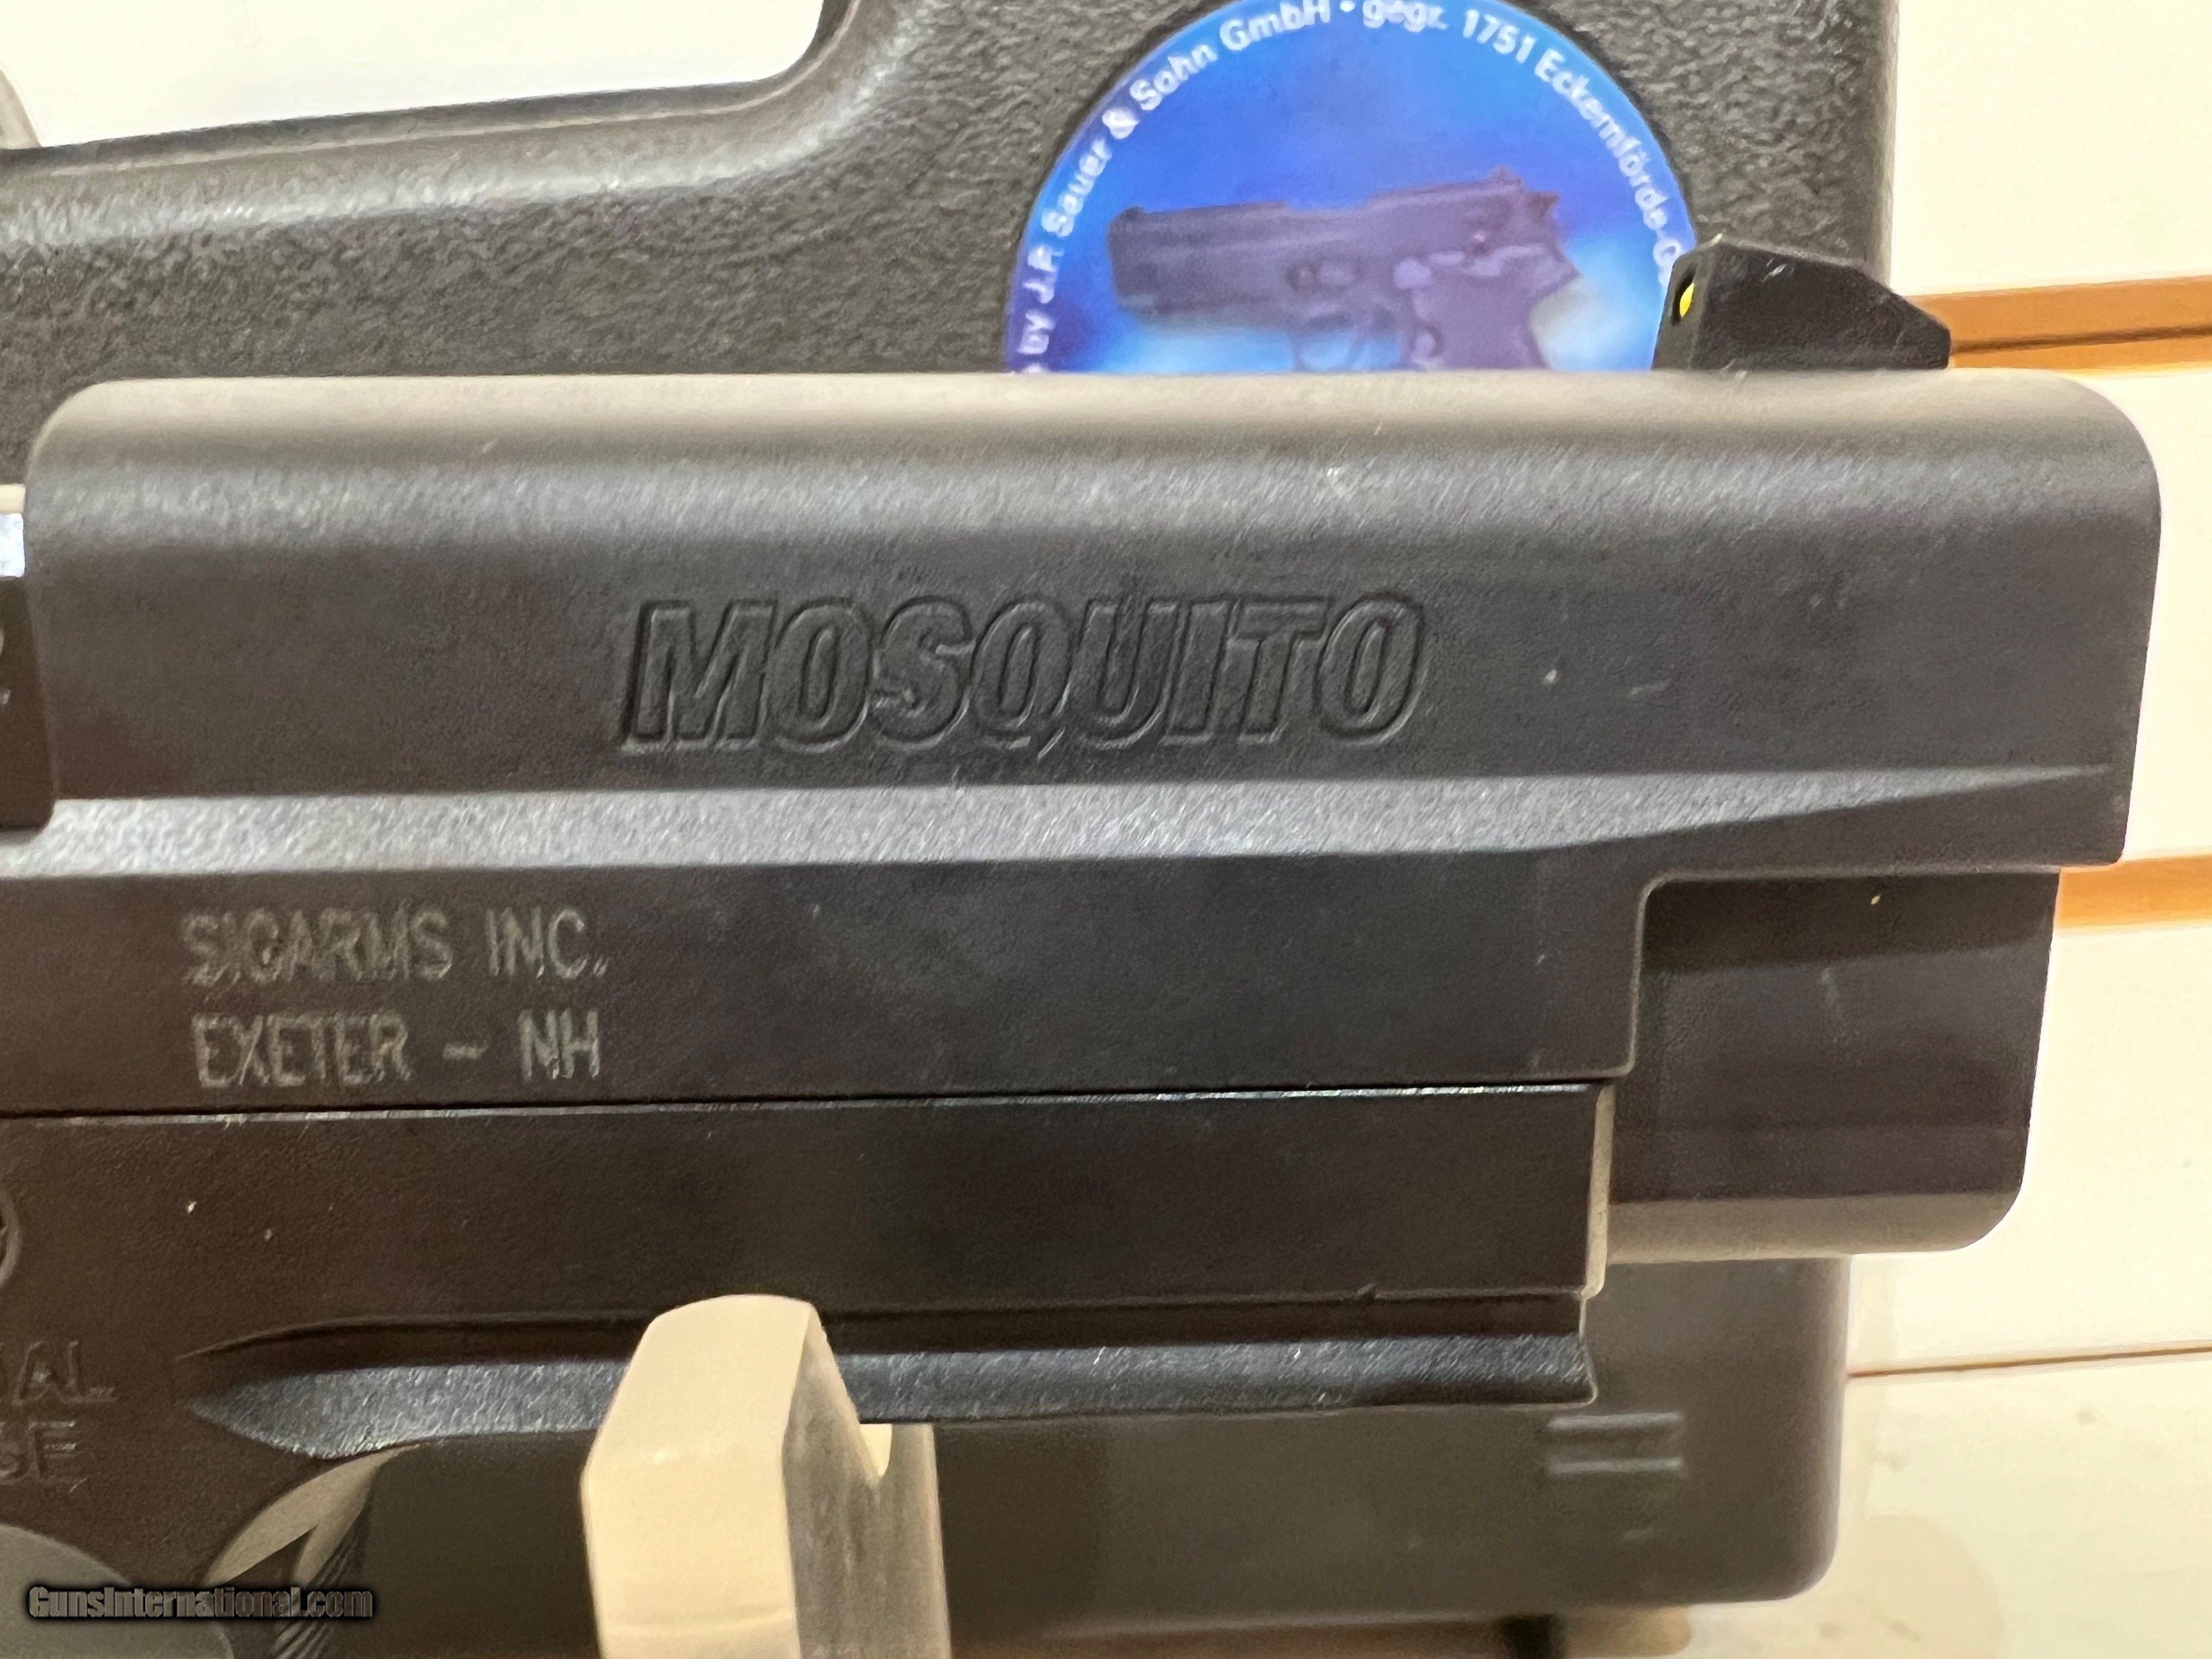 by J.P. Sauer & Sohn GmbH • gegr. 1751 Eckernförde-
MOSQUITO
SIGARMS INC.
EXETER - NH
GunsInternational.com